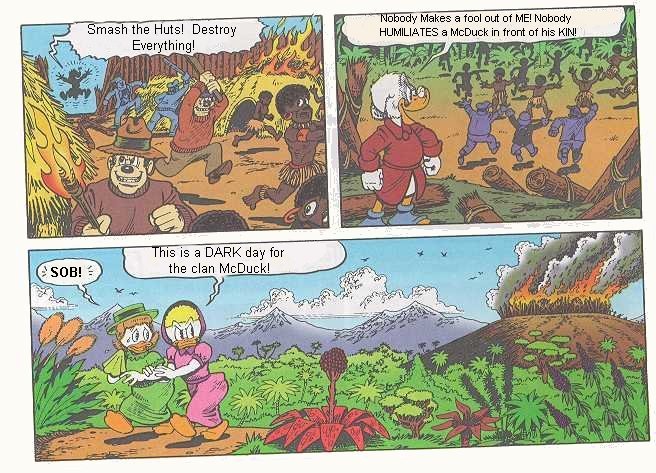 Smash the Huts!  Destroy
Everything!
Nobody Makes a fool out of ME! Nobody
HUMILIATES a McDuck in front of his KIN!
SOB!
This is a DARK day for
the clan McDuck!